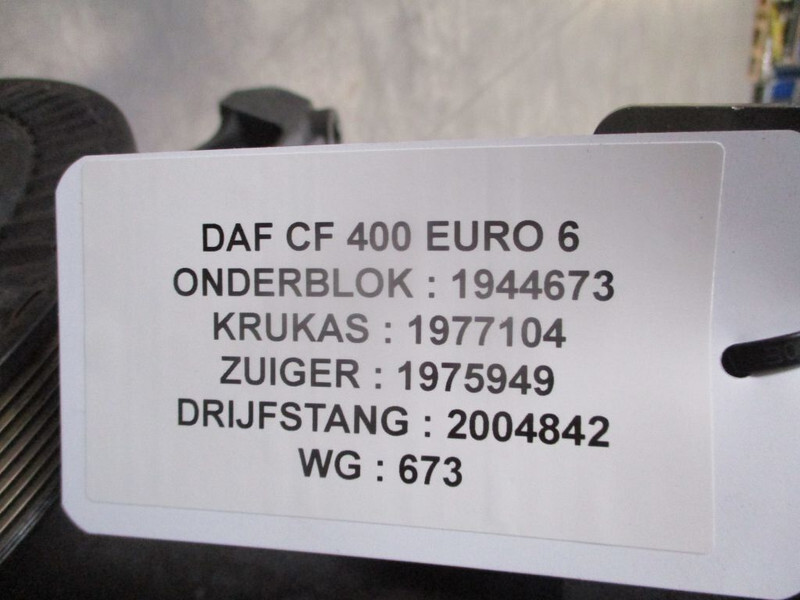 DAF CF 400 EURO 6
ONDERBLOK : 1944673
KRUKAS : 1977104
ZUIGER : 1975949
DRIJFSTANG : 2004842
WG : 673